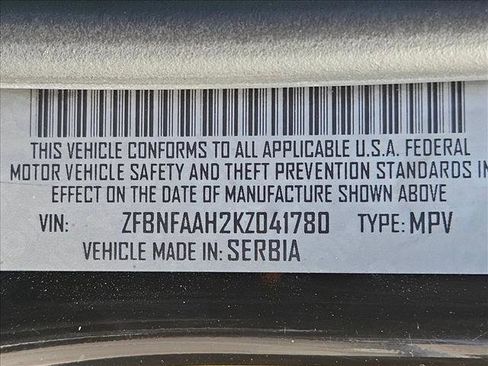 THIS VEHICLE CONFORMS TO ALL APPLICABLE U.S.A. FEDERAL
MOTOR VEHICLE SAFETY AND THEFT PREVENTION STANDARDS IN
EFFECT ON THE DATE OF MANUFACTURE SHOWN ABOVE
VIN: ZFBNFAAH2KZ041780 TYPE: MPV
VEHICLE MADE IN: SERBIA